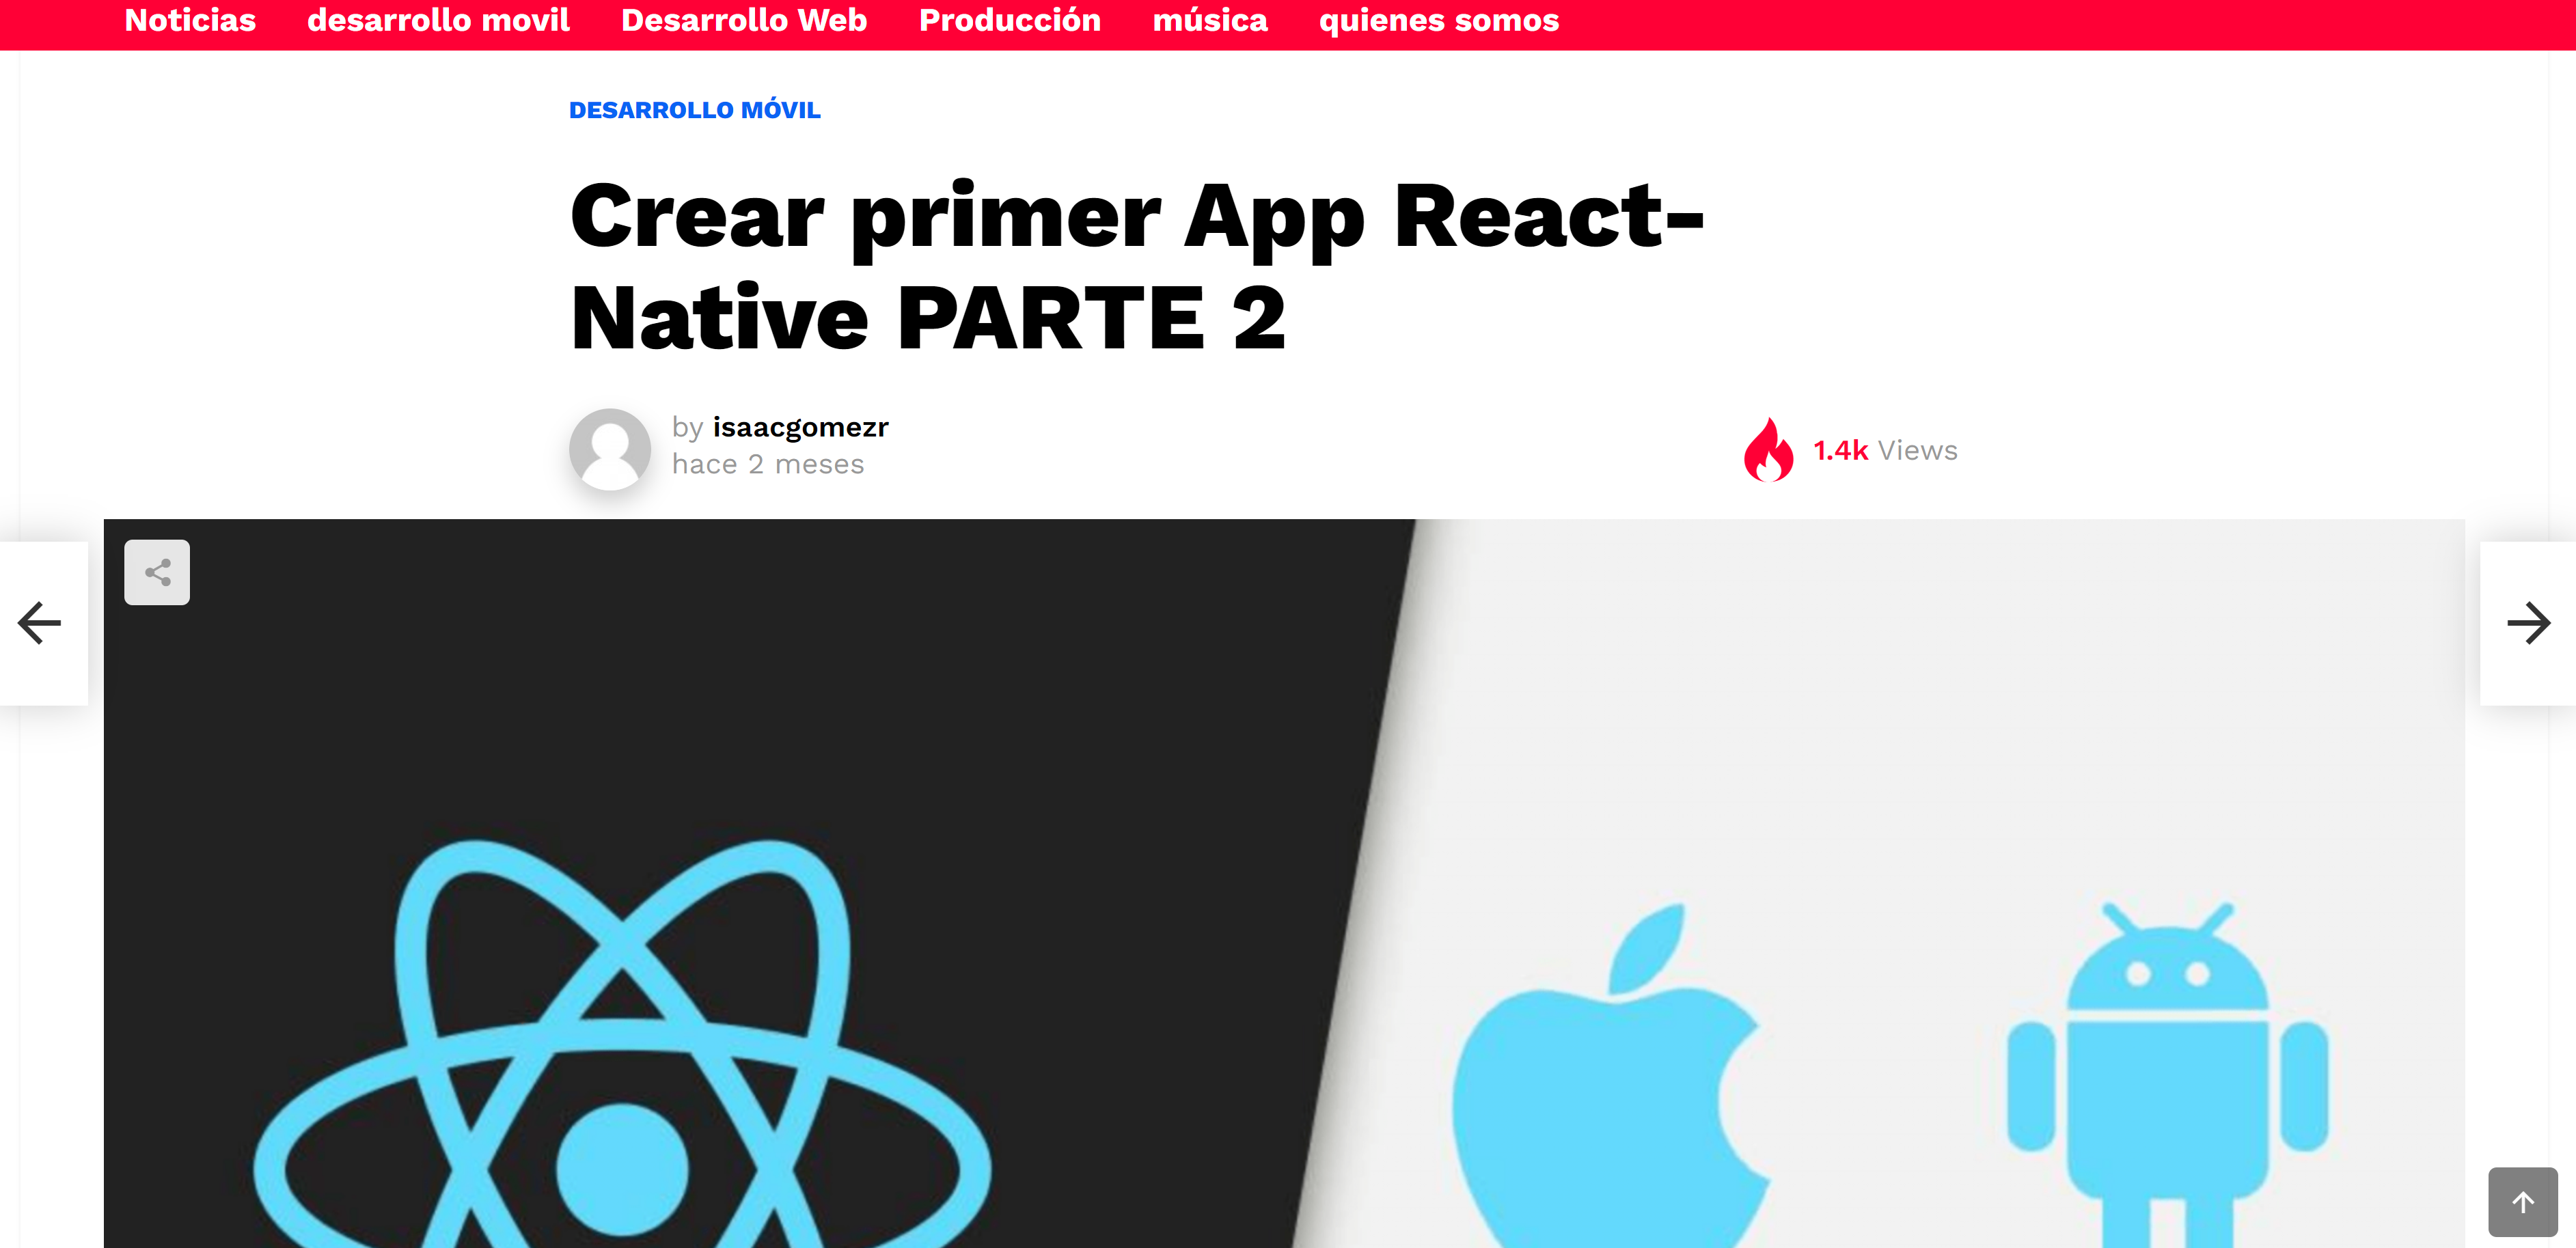 Noticias desarrollo movil Desarrollo Web Producción música quienes somos
DESARROLLO MÓVIL
Crear primer App React-
Native PARTE 2
by isaacgomezr
hace 2 meses
1.4k Views